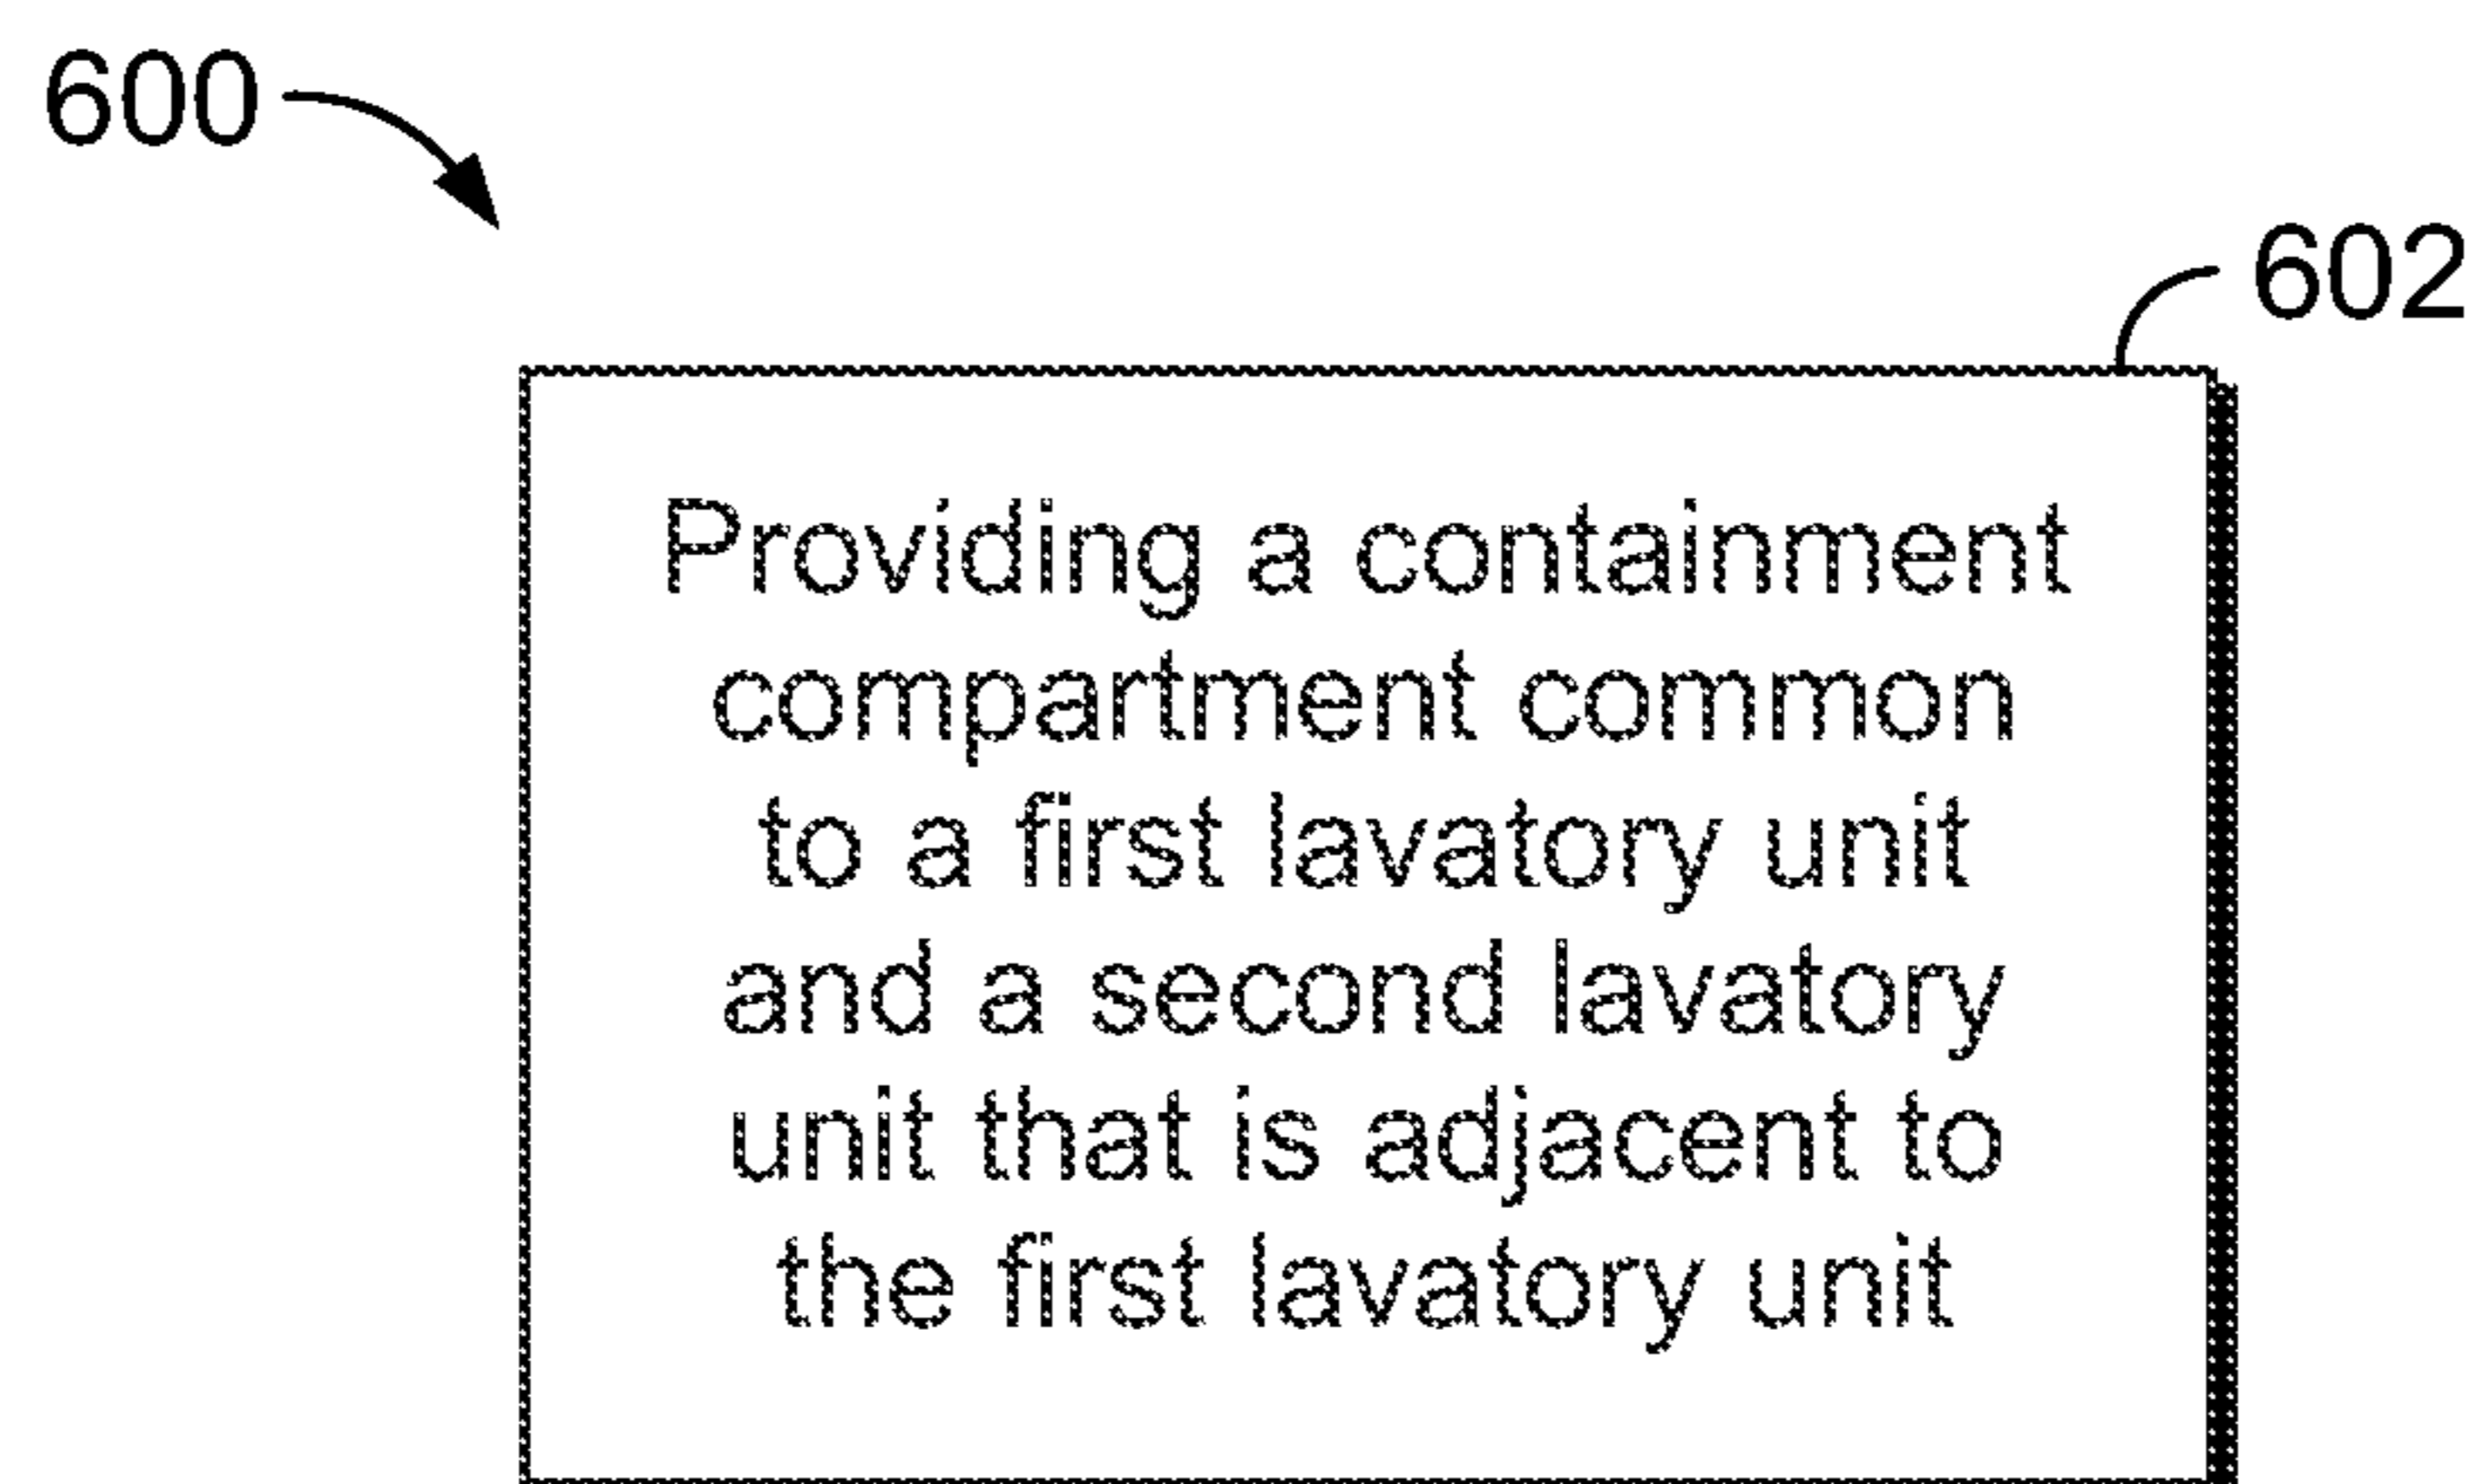 600
602
Providing a containment
compartment common
to a first lavatory unit
and a second lavatory
unit that is adjacent to
the first lavatory unit